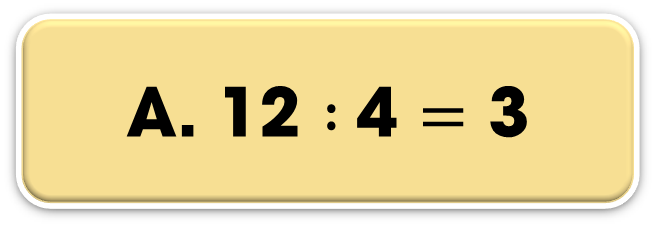 A. 12 : 4 = 3